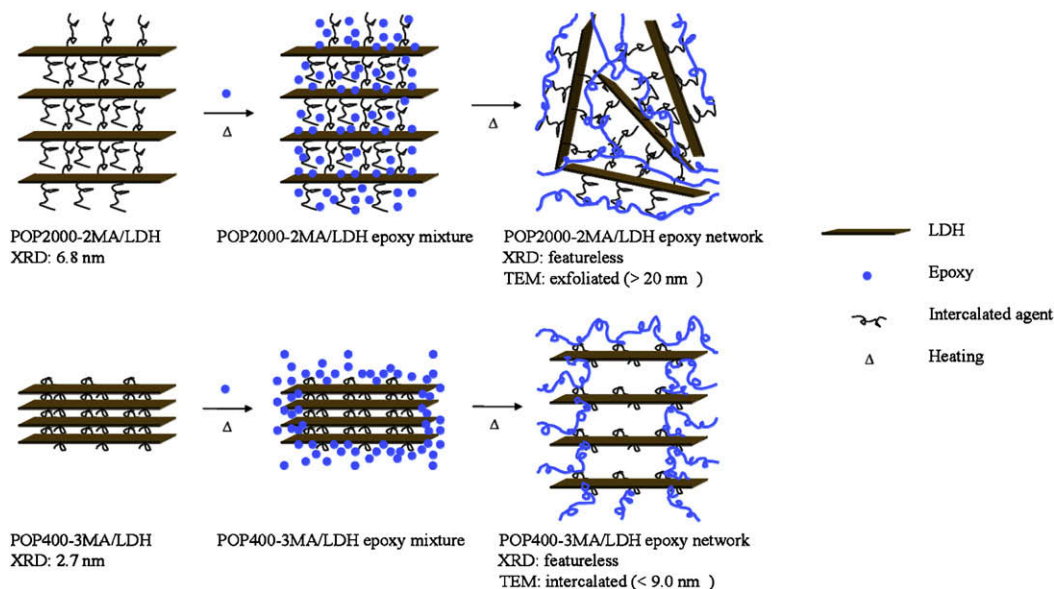 Δ
Δ
POP2000-2MA/LDH
XRD: 6.8 nm
POP2000-2MA/LDH epoxy mixture
POP2000-2MA/LDH epoxy network
XRD: featureless
TEM: exfoliated (> 20 nm )
LDH
Epoxy
Intercalated agent
Δ Heating
Δ
Δ
POP400-3MA/LDH
XRD: 2.7 nm
POP400-3MA/LDH epoxy mixture
POP400-3MA/LDH epoxy network
XRD: featureless
TEM: intercalated (< 9.0 nm )